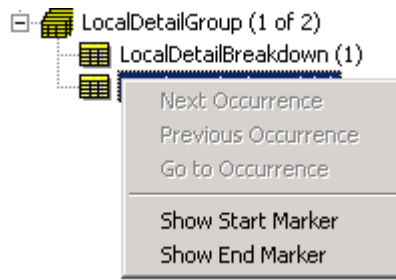 LocalDetailGroup (1 of 2)
LocalDetailBreakdown (1)
Next Occurrence
Previous Occurrence
Go to Occurrence
Show Start Marker
Show End Marker